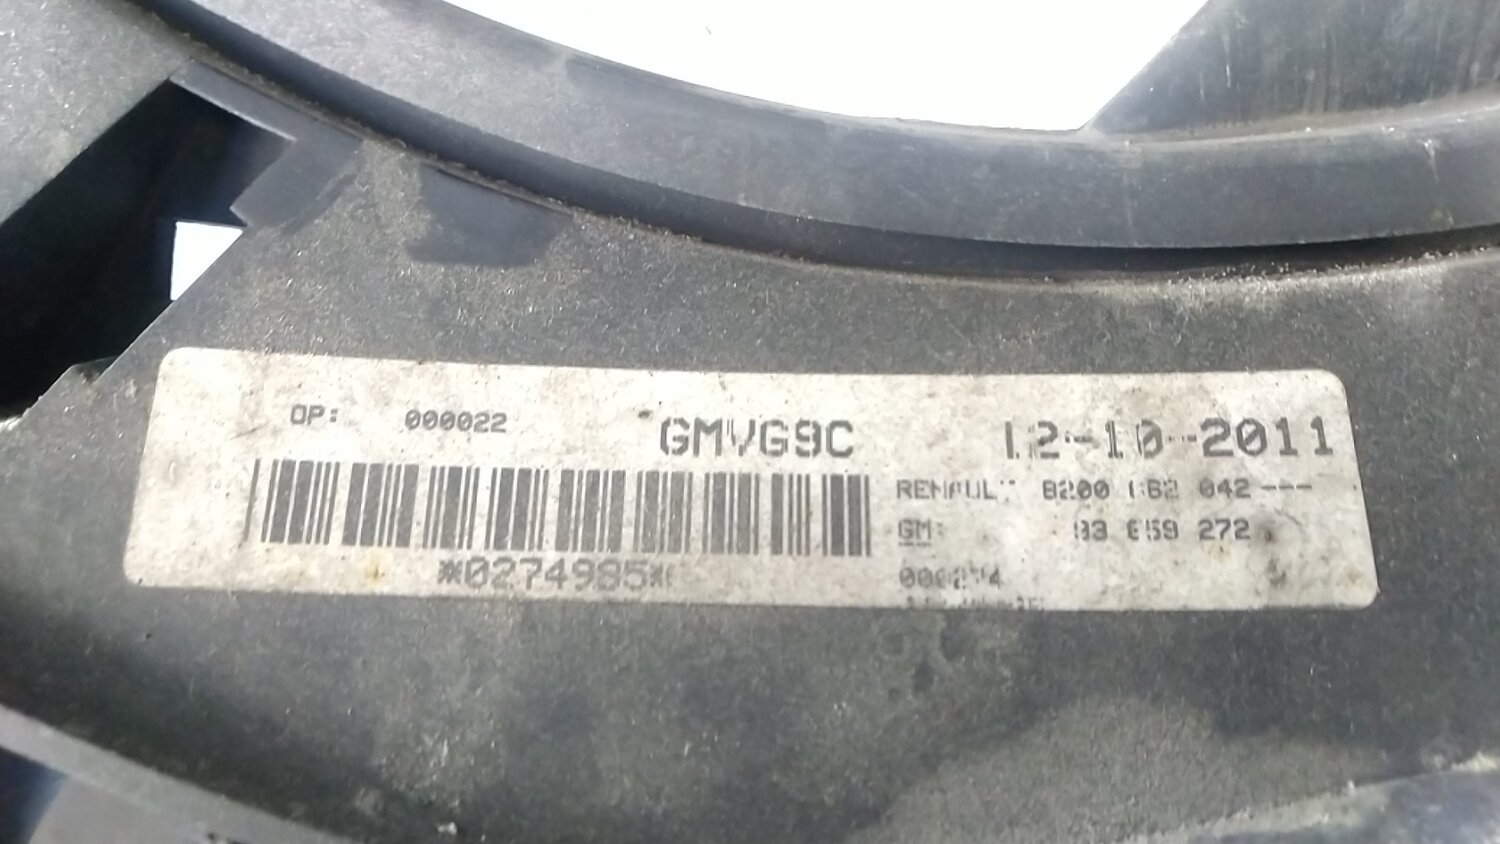 OP: 000022 GMVG9C 12-10-2011
RENAULT 8200 662 042 ---
GM: 93 859 272
*0274985*